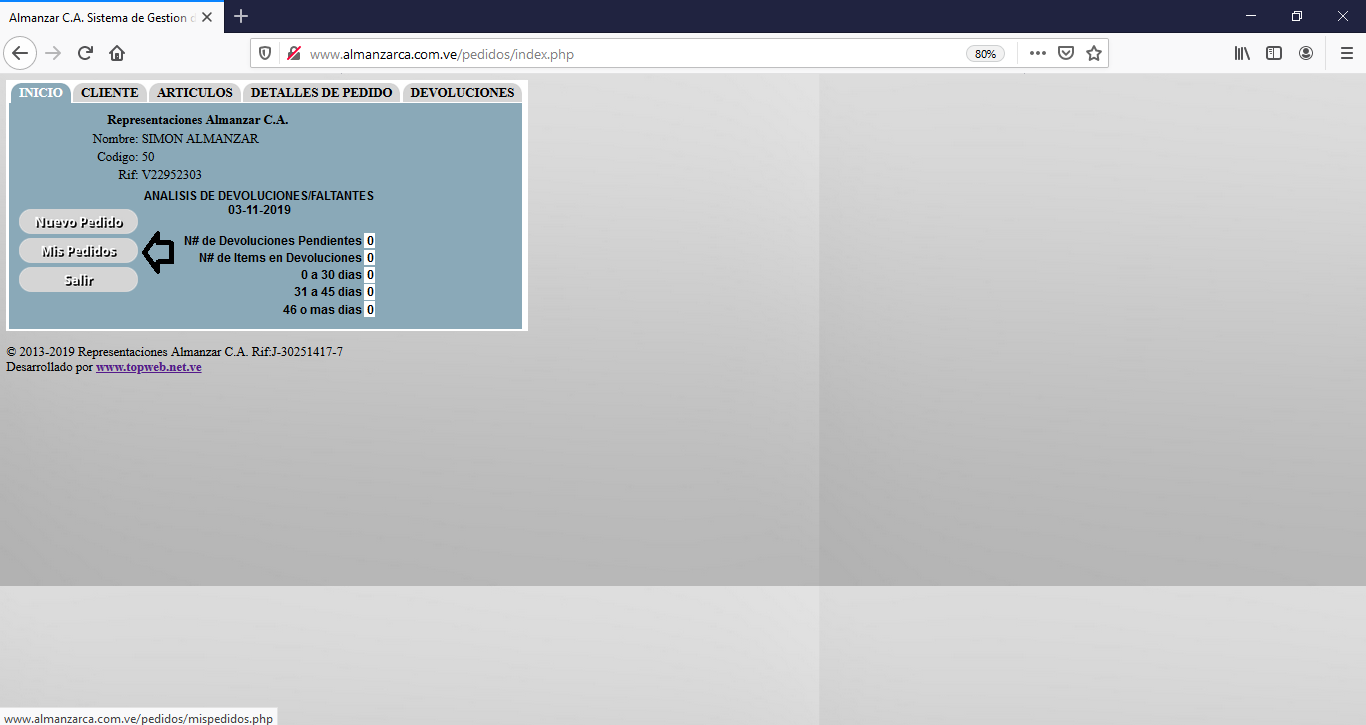 Almanzar C.A. Sistema de Gestion d
www.almanzarca.com.ve/pedidos/index.php
80%
INICIO CLIENTE ARTICULOS DETALLES DE PEDIDO DEVOLUCIONES
Representaciones Almanzar C.A.
Nombre: SIMON ALMANZAR
Codigo: 50
Rif: V22952303
ANALISIS DE DEVOLUCIONES/FALTANTES
03-11-2019
Nuevo Pedido
Mis Pedidos
Salir
N# de Devoluciones Pendientes 0
N# de Items en Devoluciones 0
0 a 30 dias 0
31 a 45 dias 0
46 o mas dias 0
© 2013-2019 Representaciones Almanzar C.A. Rif:J-30251417-7
Desarrollado por www.topweb.net.ve
www.almanzarca.com.ve/pedidos/mispedidos.php